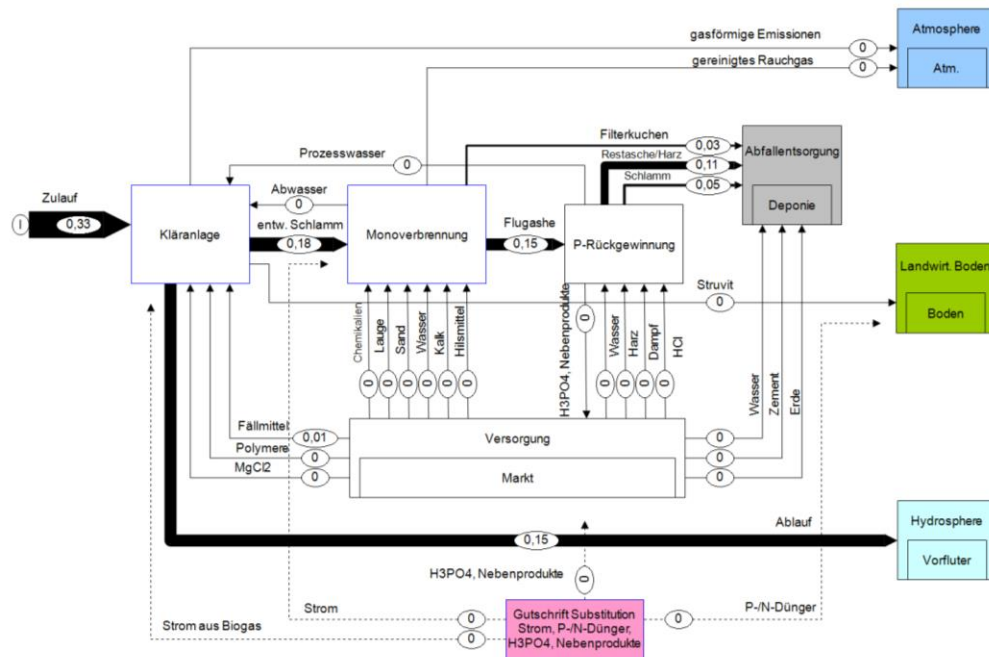 gasförmige Emissionen
0
Atmosphere
gereinigtes Rauchgas
0
Atm.
Filterkuchen
0,03
Abfallentsorgung
Prozesswasser
0
Restasche/Harz
0,11
Schlamm
0,05
Deponie
Zulauf
I
0,33
Kläranlage
Abwasser
0
entw. Schlamm
0,18
Monoverbrennung
Flugashe
0,15
P-Rückgewinnung
Landwirt. Boden
Struvit
0
Boden
Chemikalien
0
Lauge
0
Sand
0
Wasser
0
Kalk
0
Hilsmittel
0
H3PO4, Nebenprodukte
0
Wasser
0
Harz
0
Dampf
0
HCl
0
Wasser
Zement
Erde
Fällmittel
0,01
Polymere
0
MgCl2
0
Versorgung
Markt
0
0
0
Ablauf
0,15
Hydrosphere
Vorfluter
H3PO4, Nebenprodukte
0
Strom
0
Strom aus Biogas
0
Gutschrift Substitution
Strom, P-/N-Dünger,
H3PO4, Nebenprodukte
0
P-/N-Dünger